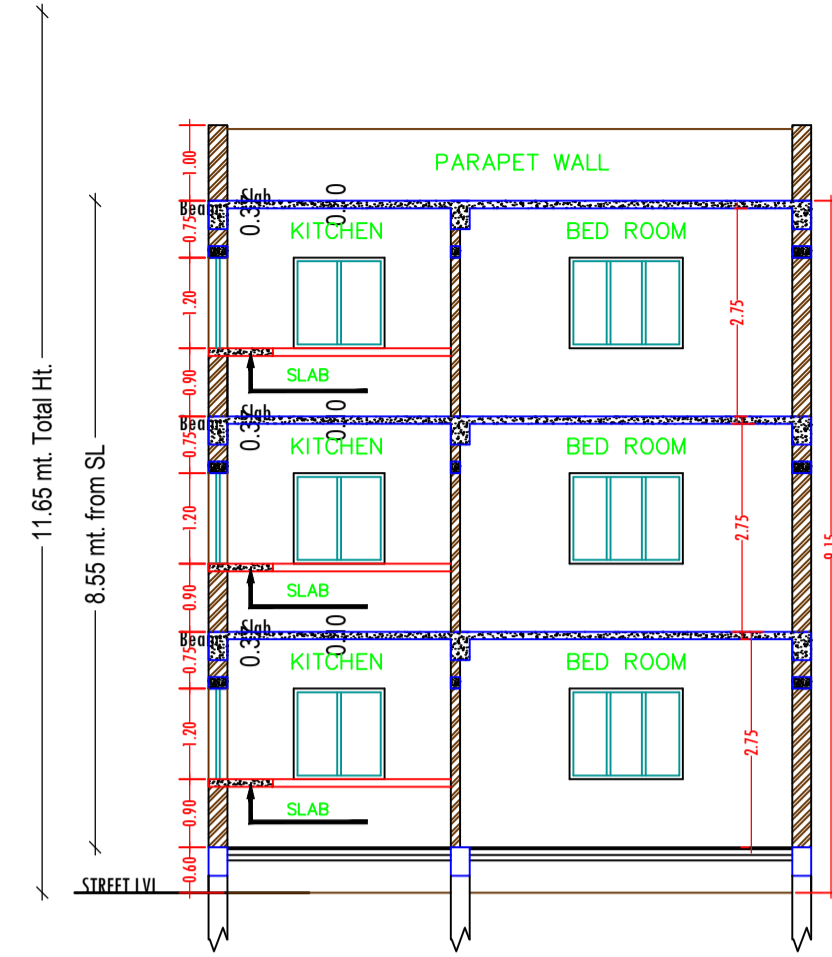 PARAPET WALL
1.00
Beam
Slab
0.75
KITCHEN
BED ROOM
1.20
2.75
SLAB
0.90
11.65 mt. Total Ht.
8.55 mt. from SL
Slab
0.75
KITCHEN
BED ROOM
1.20
2.75
9.15
SLAB
0.90
Slab
0.75
KITCHEN
BED ROOM
1.20
2.75
SLAB
0.90
0.60
STREET LVL